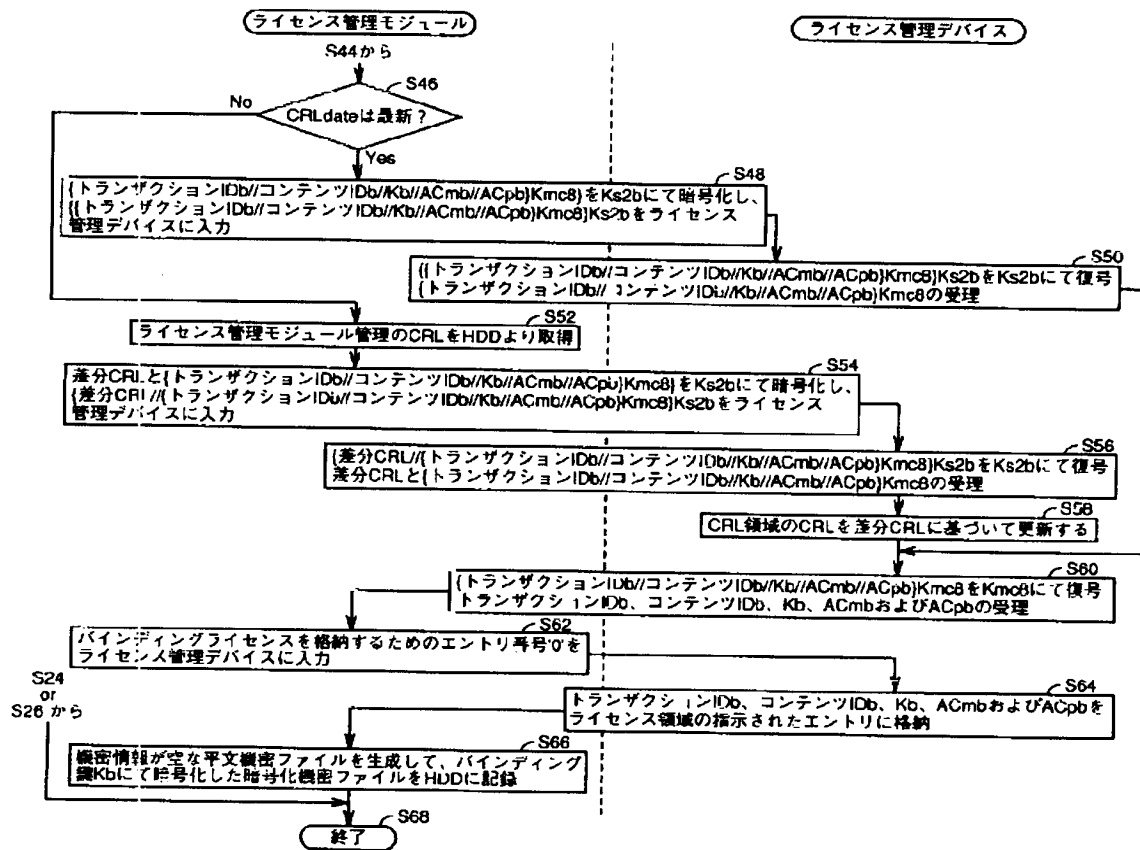 ライセンス管理モジュール
ライセンス管理デバイス
S44から
S46
CRLdateは最新？
No
Yes
S48
{トランザクションIDb//コンテンツIDb//Kb//ACmb//ACpb}Kmc8}をKs2bにて暗号化し、
{{トランザクションIDb//コンテンツIDb//Kb//ACmb//ACpb}Kmc8}Ks2bをライセンス
管理デバイスに入力
S50
{{トランザクションIDb//コンテンツIDb//Kb//ACmb//ACpb}Kmc8}Ks2bをKs2bにて復号
{トランザクションIDb//コンテンツIDb//Kb//ACmb//ACpb}Kmc8の受理
S52
ライセンス管理モジュール管理のCRLをHDDより取得
S54
差分CRLと{トランザクションIDb//コンテンツIDb//Kb//ACmb//ACpb}Kmc8}をKs2bにて暗号化し、
{差分CRL//{トランザクションIDb//コンテンツIDb//Kb//ACmb//ACpb}Kmc8}Ks2bをライセンス
管理デバイスに入力
S56
{差分CRL//{トランザクションIDb//コンテンツIDb//Kb//ACmb//ACpb}Kmc8}Ks2bをKs2bにて復号
差分CRLと{トランザクションIDb//コンテンツIDb//Kb//ACmb//ACpb}Kmc8の受理
S58
CRL領域のCRLを差分CRLに基づいて更新する
S60
{トランザクションIDb//コンテンツIDb//Kb//ACmb//ACpb}Kmc8をKmc8にて復号
トランザクションIDb、コンテンツIDb、Kb、ACmbおよびACpbの受理
S62
バインディングライセンスを格納するためのエントリ番号'0'を
ライセンス管理デバイスに入力
S64
トランザクションIDb、コンテンツIDb、Kb、ACmbおよびACpbを
ライセンス領域の指示されたエントリに格納
S24
or
S26 から
S66
機密情報が空な平文機密ファイルを生成して、バインディング
鍵Kbにて暗号化した暗号化機密ファイルをHDDに記録
S68
終了